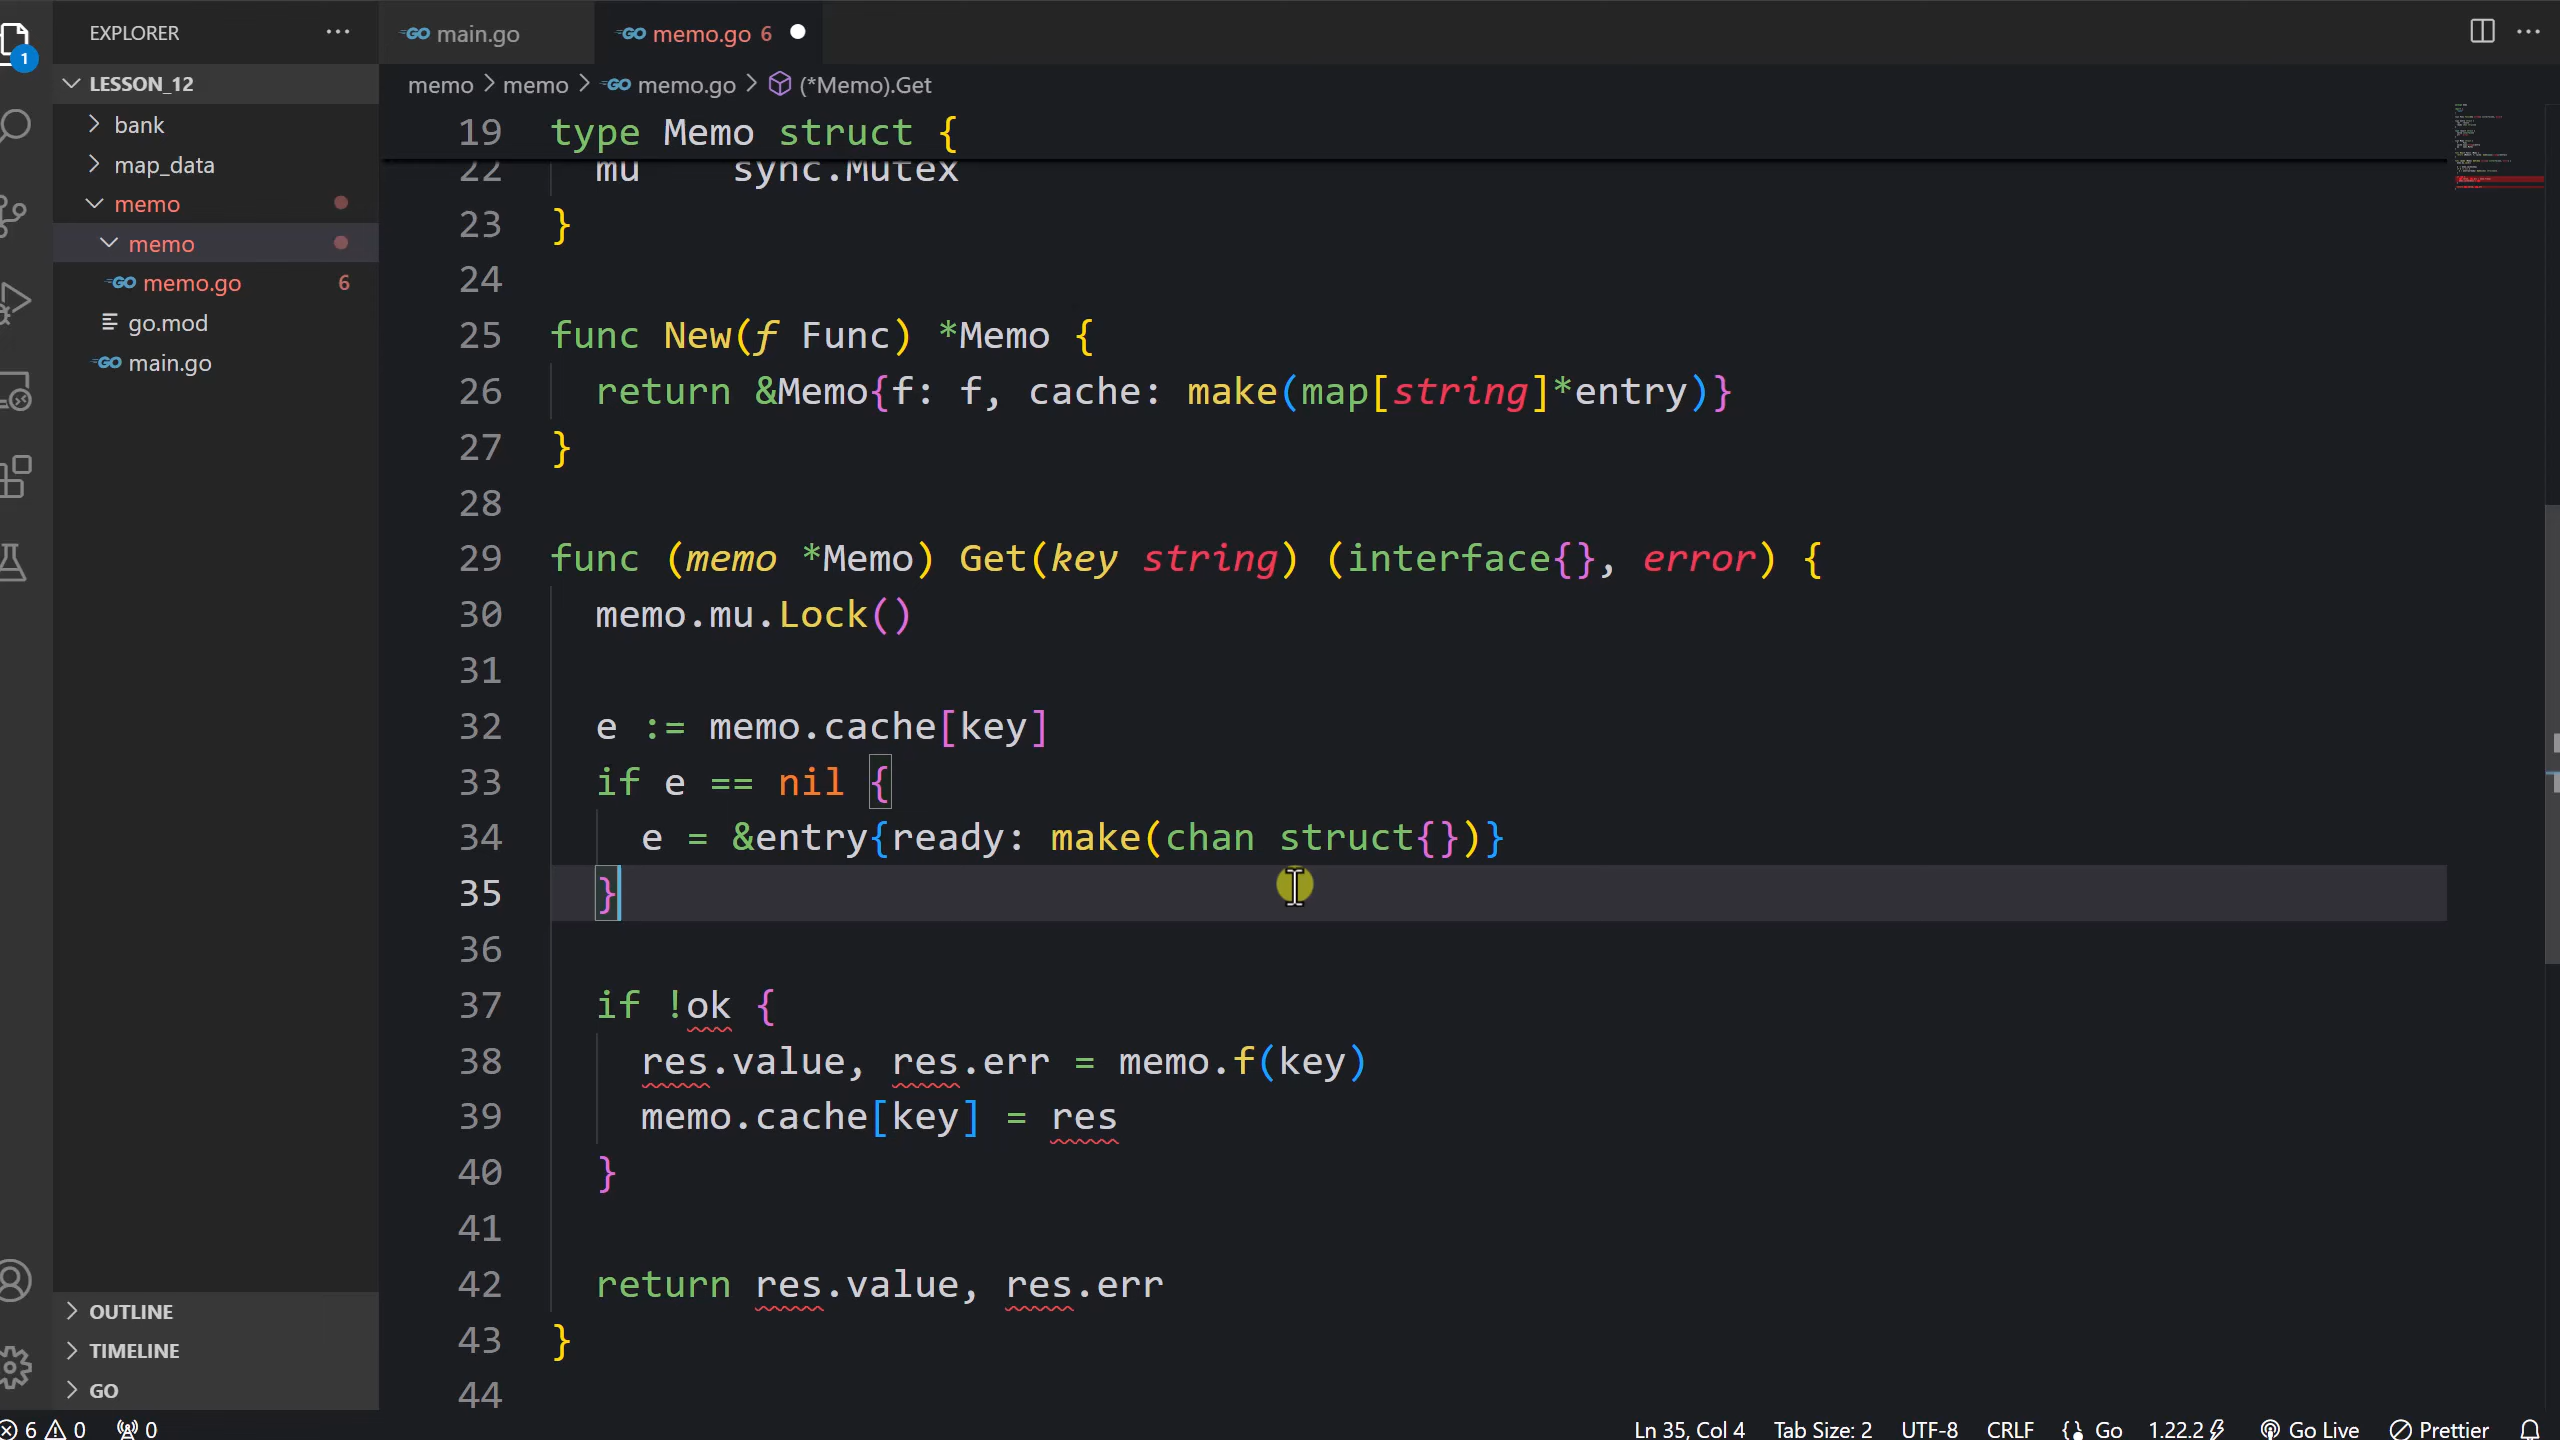 EXPLORER
main.go
memo.go 6
1
LESSON_12
bank
map_data
memo
memo
memo.go 6
go.mod
main.go
memo > memo > memo.go > (*Memo).Get
19 type Memo struct {
22 mu sync.Mutex
23 }
24
25 func New(f Func) *Memo {
26 return &Memo{f: f, cache: make(map[string]*entry)}
27 }
28
29 func (memo *Memo) Get(key string) (interface{}, error) {
30 memo.mu.Lock()
31
32 e := memo.cache[key]
33 if e == nil {
34 e = &entry{ready: make(chan struct{})}
35 }
36
37 if !ok {
38 res.value, res.err = memo.f(key)
39 memo.cache[key] = res
40 }
41
42 return res.value, res.err
43 }
44
OUTLINE
TIMELINE
GO
6 0 0
Ln 35, Col 4 Tab Size: 2 UTF-8 CRLF Go 1.22.2 Go Live Prettier